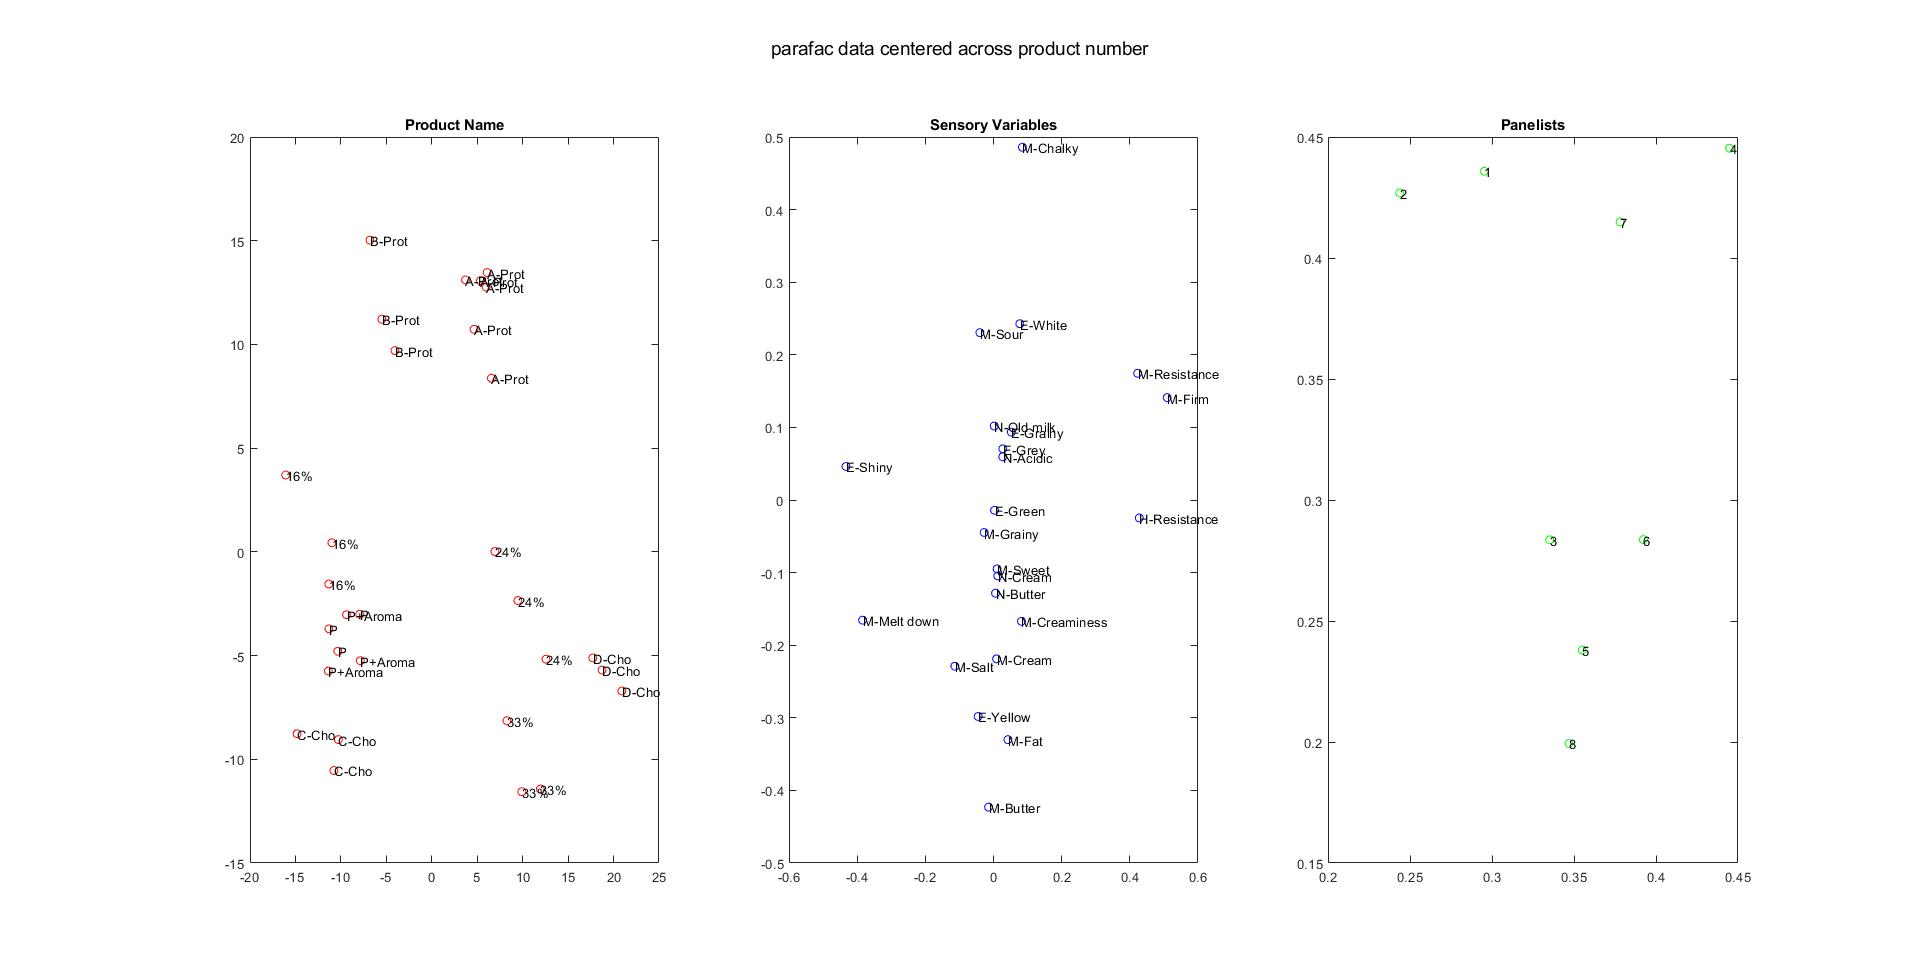 parafac data centered across product number
Product Name
20
15
10
5
0
-5
-10
-15
-20
-15
-10
-5
0
5
10
15
20
25
B-Prot
A-Prot
A-Prot
A-Prot
A-Prot
B-Prot
A-Prot
B-Prot
A-Prot
16%
16%
24%
16%
24%
P+Aroma
P
P
P
24%
D-Cho
P+Aroma
D-Cho
P+Aroma
D-Cho
33%
C-Cho
C-Cho
C-Cho
33%
33%
Sensory Variables
0.5
0.4
0.3
0.2
0.1
0
-0.1
-0.2
-0.3
-0.4
-0.5
-0.6
-0.4
-0.2
0
0.2
0.4
0.6
M-Chalky
E-White
M-Sour
M-Resistance
M-Firm
N-Old milk
E-Grainy
E-Grey
N-Acidic
E-Shiny
E-Green
H-Resistance
M-Grainy
M-Sweet
N-Cream
N-Butter
M-Melt down
M-Creaminess
M-Cream
M-Salt
E-Yellow
M-Fat
M-Butter
Panelists
0.45
0.4
0.35
0.3
0.25
0.2
0.15
0.2
0.25
0.3
0.35
0.4
0.45
4
1
2
7
3
6
5
8